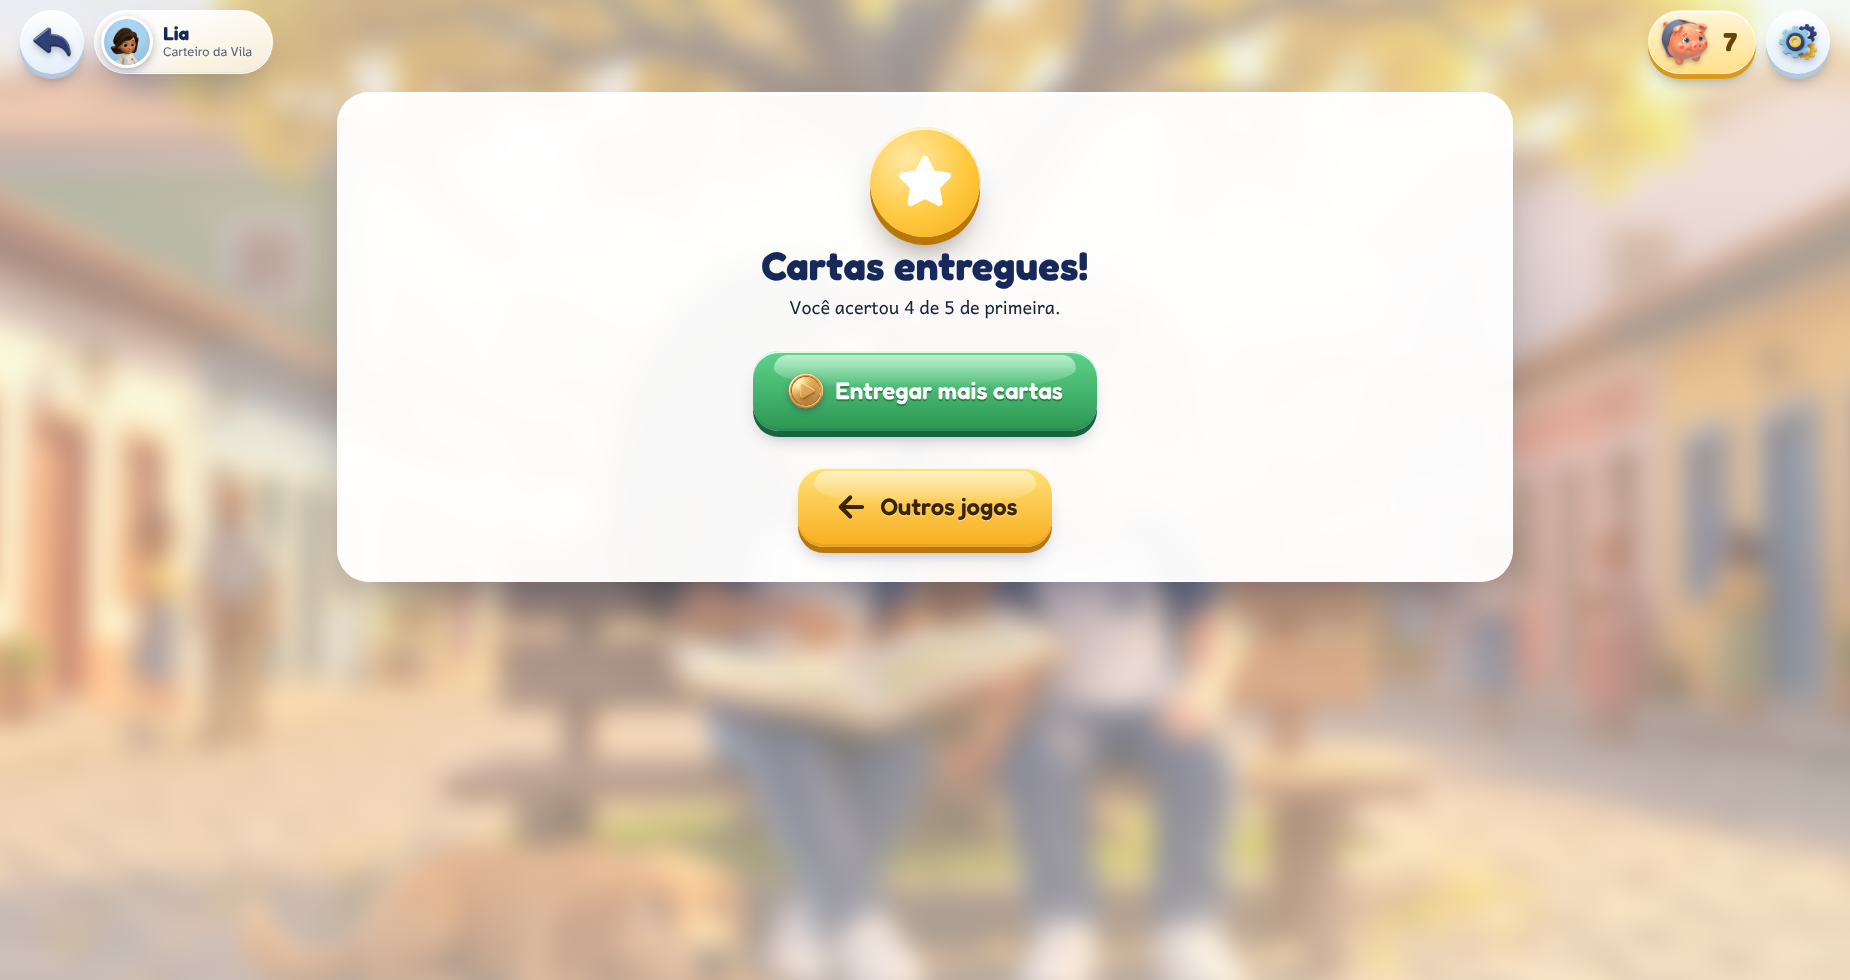 Lia
Carteiro da Vila
7
Cartas entregues!
Você acertou 4 de 5 de primeira.
Entregar mais cartas
Outros jogos